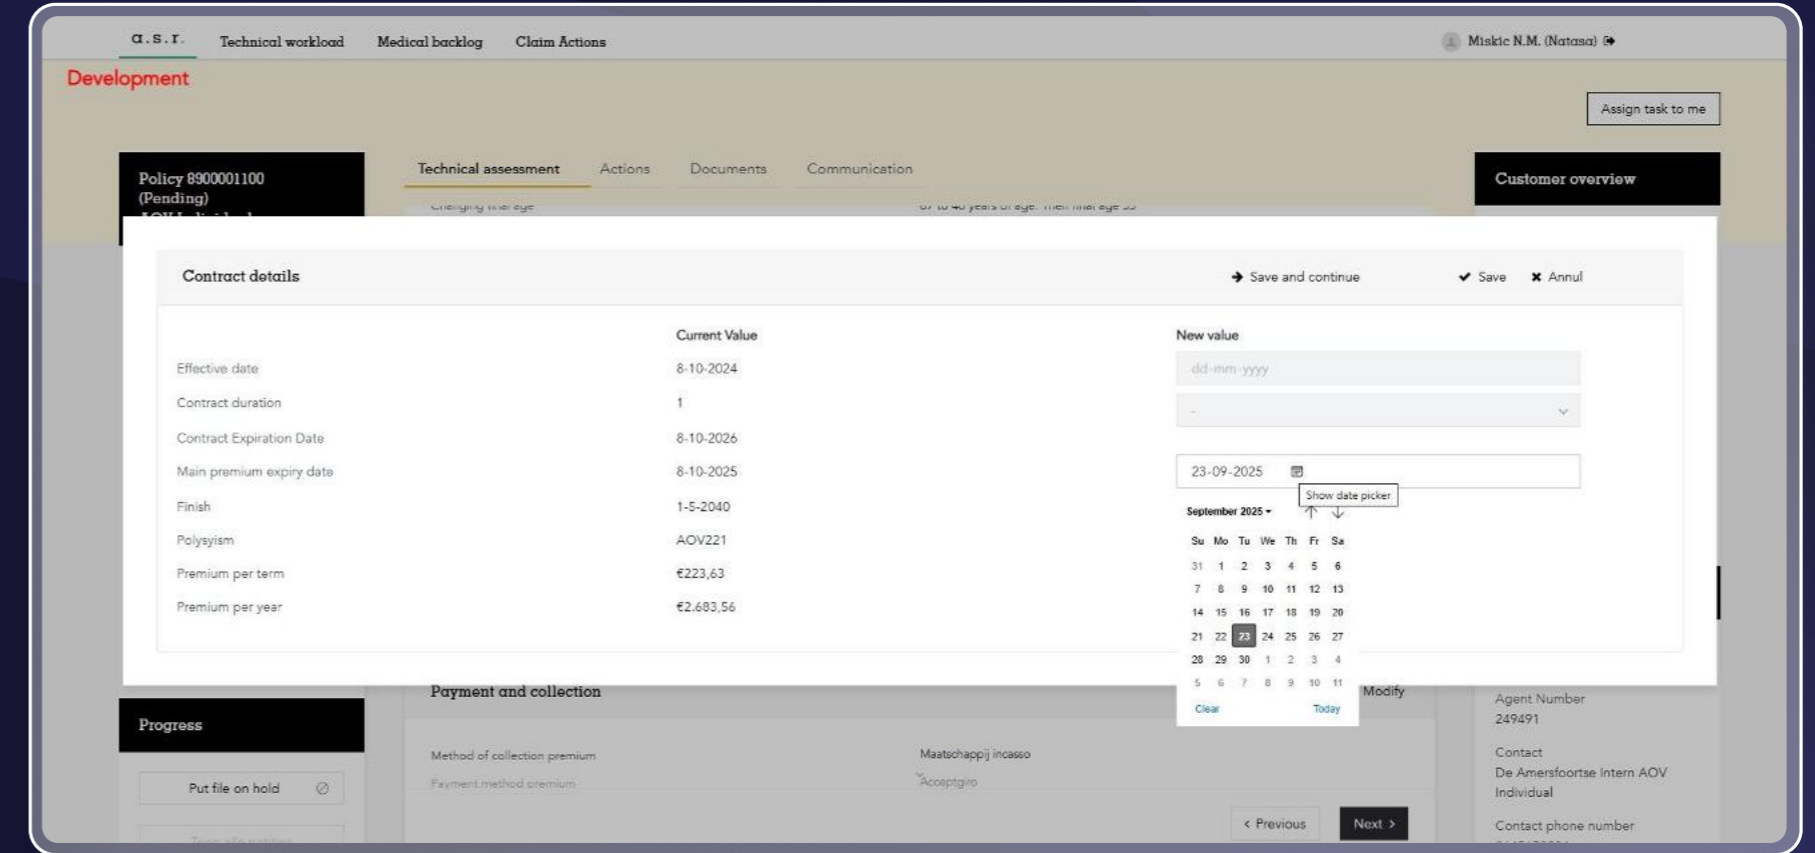 a.s.r. Technical workload Medical backlog Claim Actions Miskic N.M. (Natasa)
Development
Assign task to me
Policy 8900001100
(Pending)
Technical assessment Actions Documents Communication
Customer overview
Changing final age
Contract details Save and continue Save Annul
Current Value New value
Effective date 8-10-2024 dd-mm-yyyy
Contract duration 1 -
Contract Expiration Date 8-10-2026
Main premium expiry date 8-10-2025 23-09-2025
Show date picker
Finish 1-5-2040 September 2025
Polysyism AOV221
Premium per term €223,63
Premium per year €2.683,56
Su Mo Tu We Th Fr Sa
31 1 2 3 4 5 6
7 8 9 10 11 12 13
14 15 16 17 18 19 20
21 22 23 24 25 26 27
28 29 30 1 2 3 4
5 6 7 8 9 10 11
Clear Today
Payment and collection Modify
Method of collection premium Maatschappij incasso
Payment method premium Acceptgiro
< Previous Next >
Progress
Put file on hold
Agent Number
249491
Contact
De Amersfoortse Intern AOV
Individual
Contact phone number